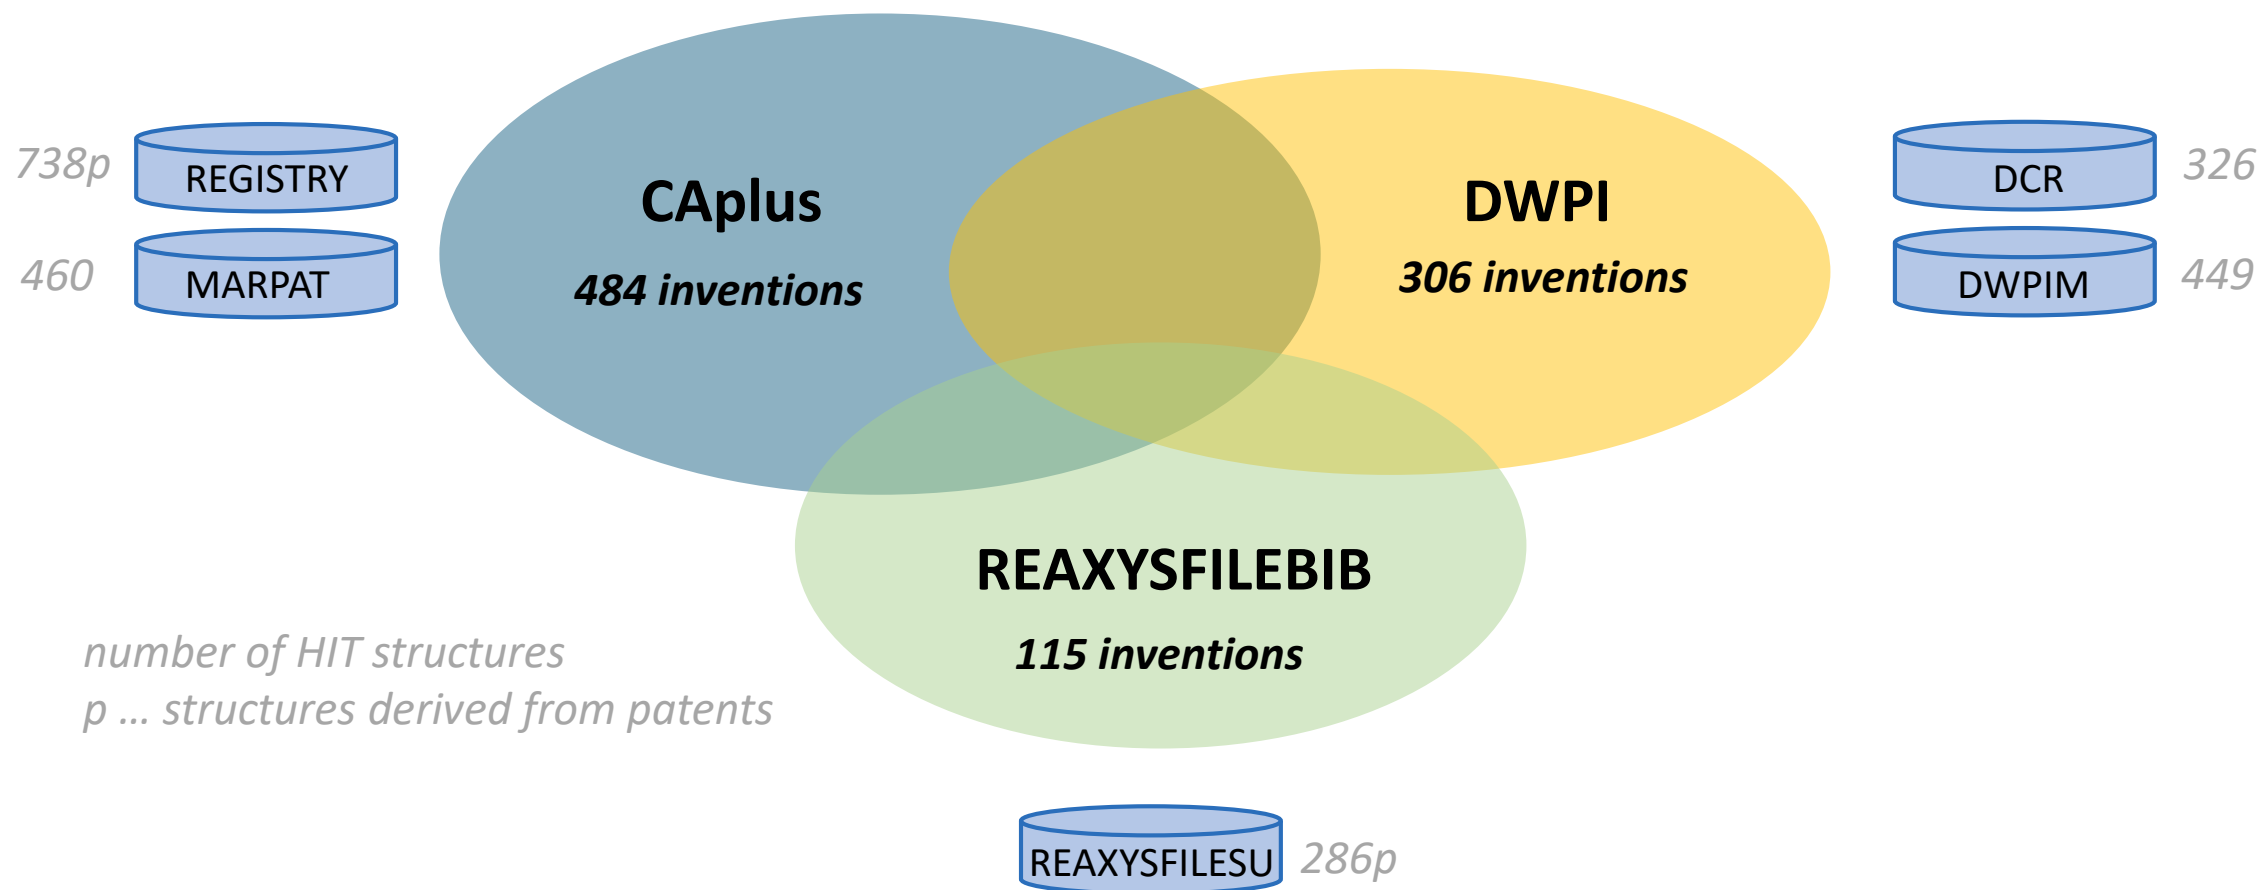 738p
REGISTRY
460
MARPAT
CAplus
484 inventions
DWPI
306 inventions
DCR
326
DWPIM
449
REAXYSFILEBIB
115 inventions
number of HIT structures
p ... structures derived from patents
REAXYSFILESU
286p